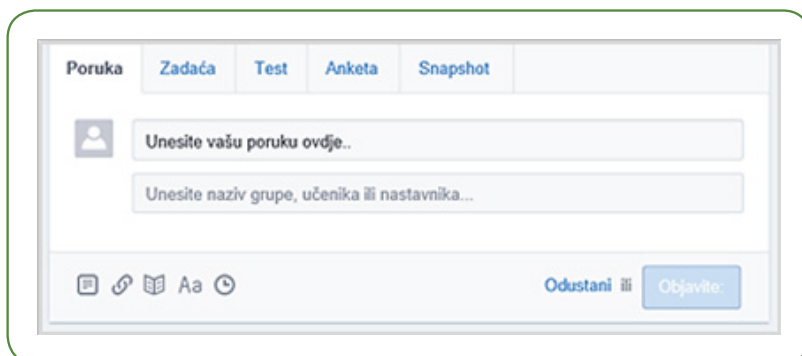 Poruka Zadaća Test Anketa Snapshot
Unesite vašu poruku ovdje..
Unesite naziv grupe, učenika ili nastavnika...
Aa Odustani ili Objavite: